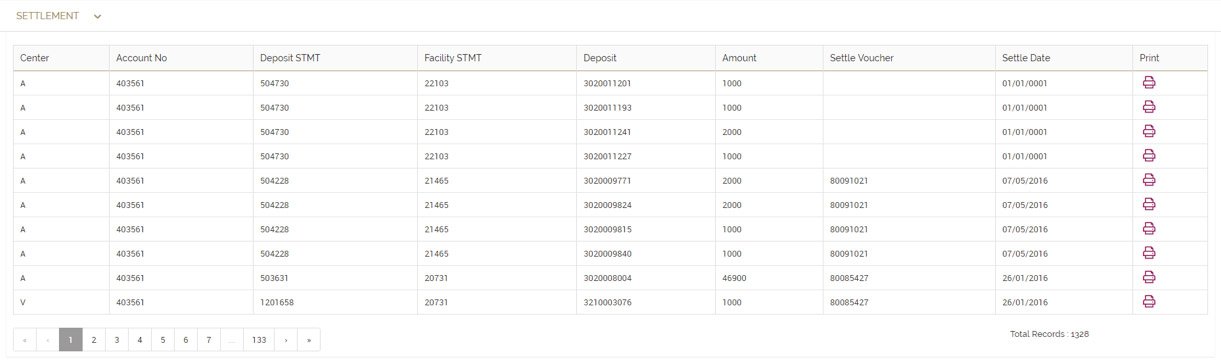 SETTLEMENT
Center Account No Deposit STMT Facility STMT Deposit Amount Settle Voucher Settle Date Print
A 403561 504730 22103 3020011201 1000 01/01/0001
A 403561 504730 22103 3020011193 1000 01/01/0001
A 403561 504730 22103 3020011241 2000 01/01/0001
A 403561 504730 22103 3020011227 1000 01/01/0001
A 403561 504228 21465 3020009771 2000 80091021 07/05/2016
A 403561 504228 21465 3020009824 2000 80091021 07/05/2016
A 403561 504228 21465 3020009815 1000 80091021 07/05/2016
A 403561 504228 21465 3020009840 1000 80091021 07/05/2016
A 403561 503631 20731 3020008004 46900 80085427 26/01/2016
V 403561 1201658 20731 3210003076 1000 80085427 26/01/2016
« ‹ 1 2 3 4 5 6 7 ... 133 › »
Total Records : 1328